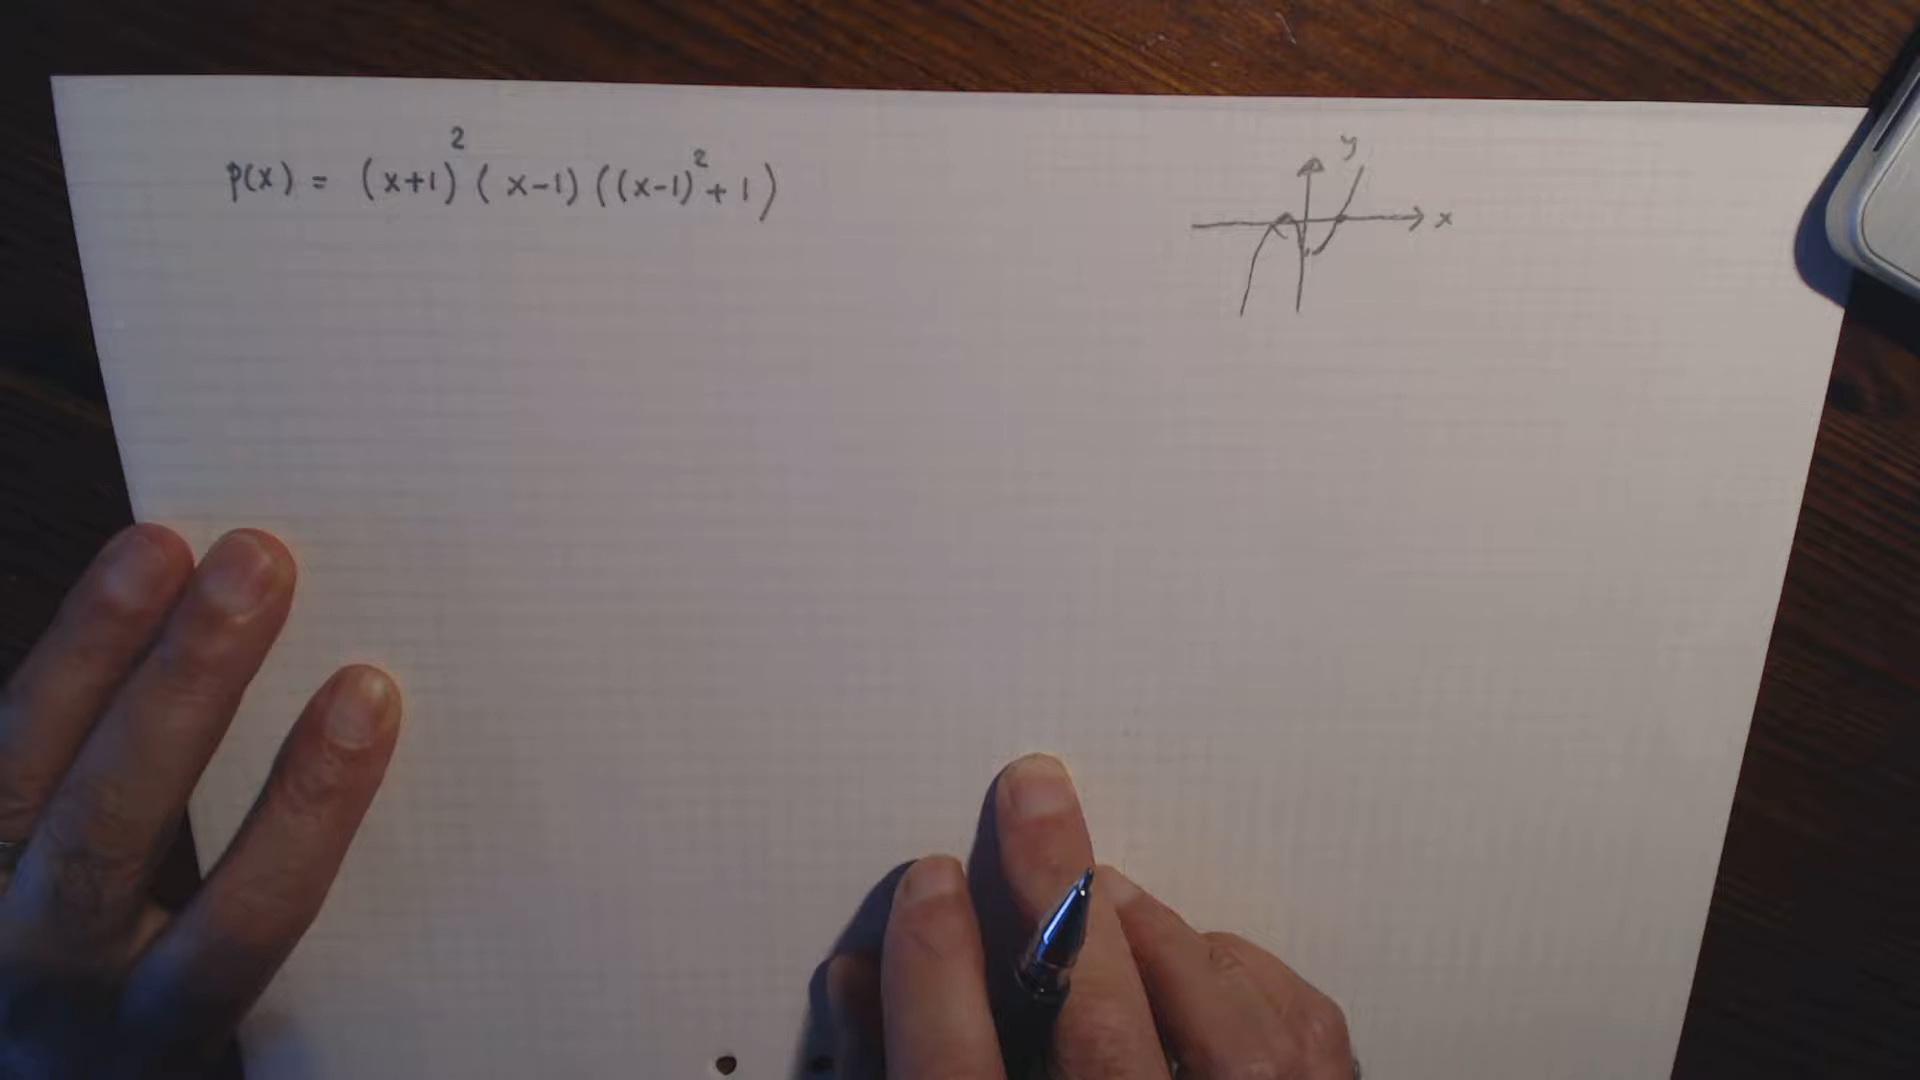 p(x) = (x+1)² (x-1) ((x-1)² + 1)
y
x